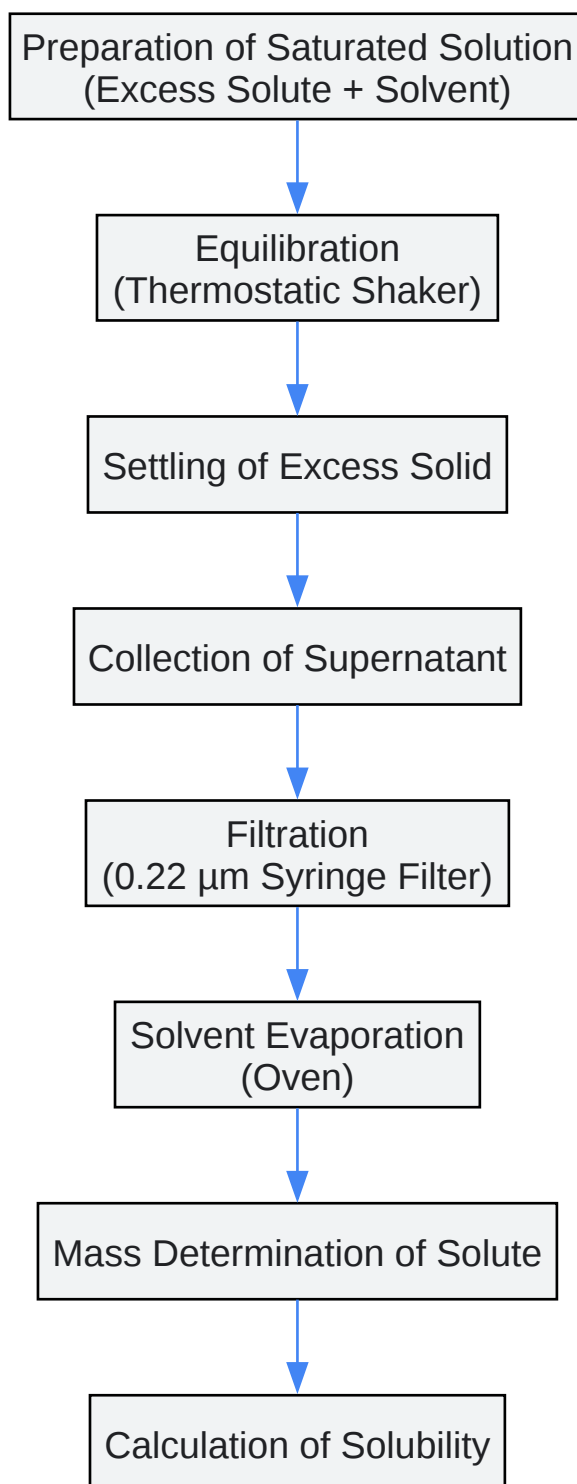 Preparation of Saturated Solution
(Excess Solute + Solvent)
Equilibration
(Thermostatic Shaker)
Settling of Excess Solid
Collection of Supernatant
Filtration
(0.22 µm Syringe Filter)
Solvent Evaporation
(Oven)
Mass Determination of Solute
Calculation of Solubility